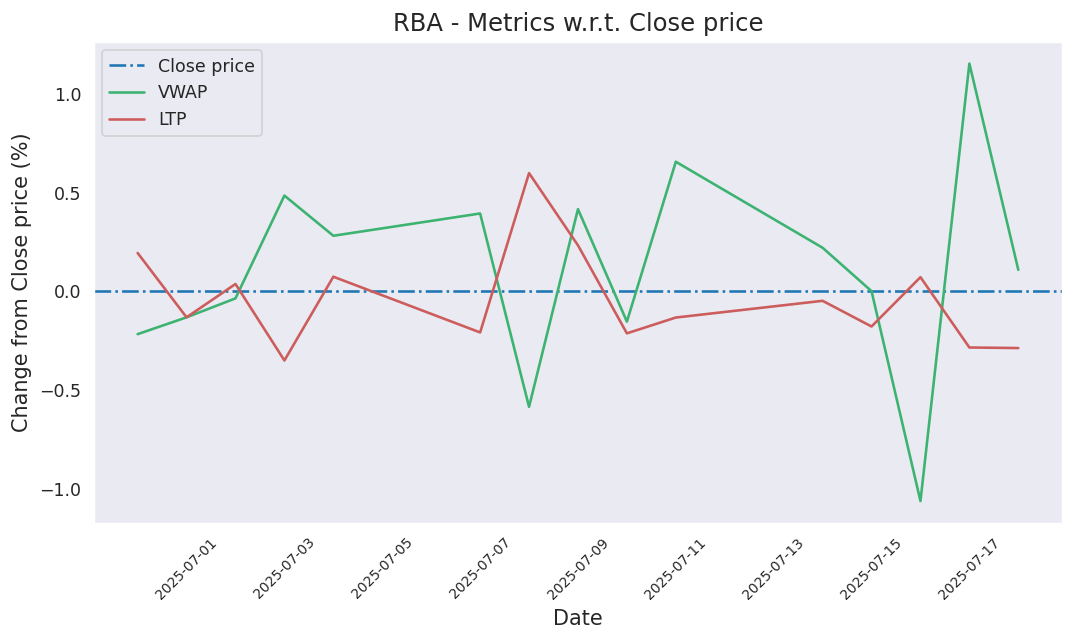 RBA - Metrics w.r.t. Close price
Close price
VWAP
LTP
Change from Close price (%)
1.0
0.5
0.0
−0.5
−1.0
2025-07-01
2025-07-03
2025-07-05
2025-07-07
2025-07-09
2025-07-11
2025-07-13
2025-07-15
2025-07-17
Date